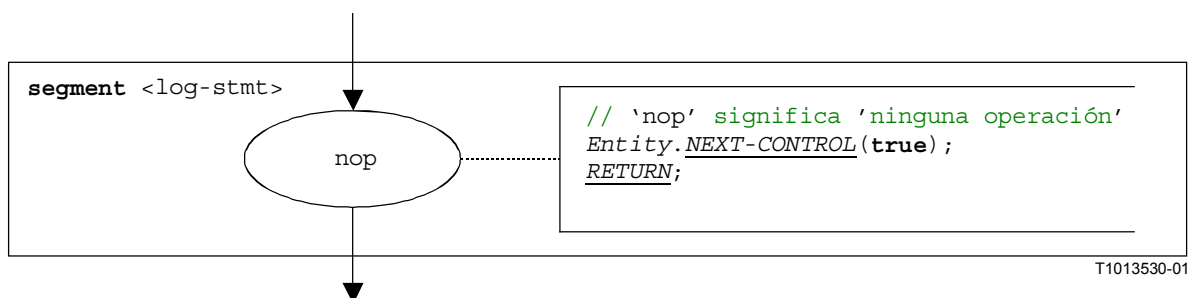 segment <log-stmt>
nop
// ‘nop’ significa ’ninguna operación’
Entity.NEXT-CONTROL(true);
RETURN;
T1013530-01